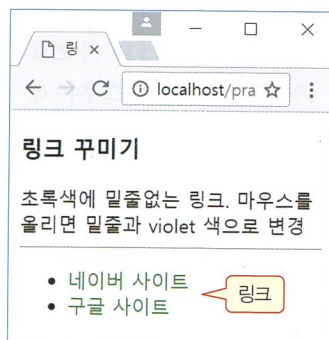 링
localhost/pra
링크 꾸미기
초록색에 밑줄없는 링크. 마우스를
올리면 밑줄과 violet 색으로 변경
네이버 사이트
구글 사이트
링크